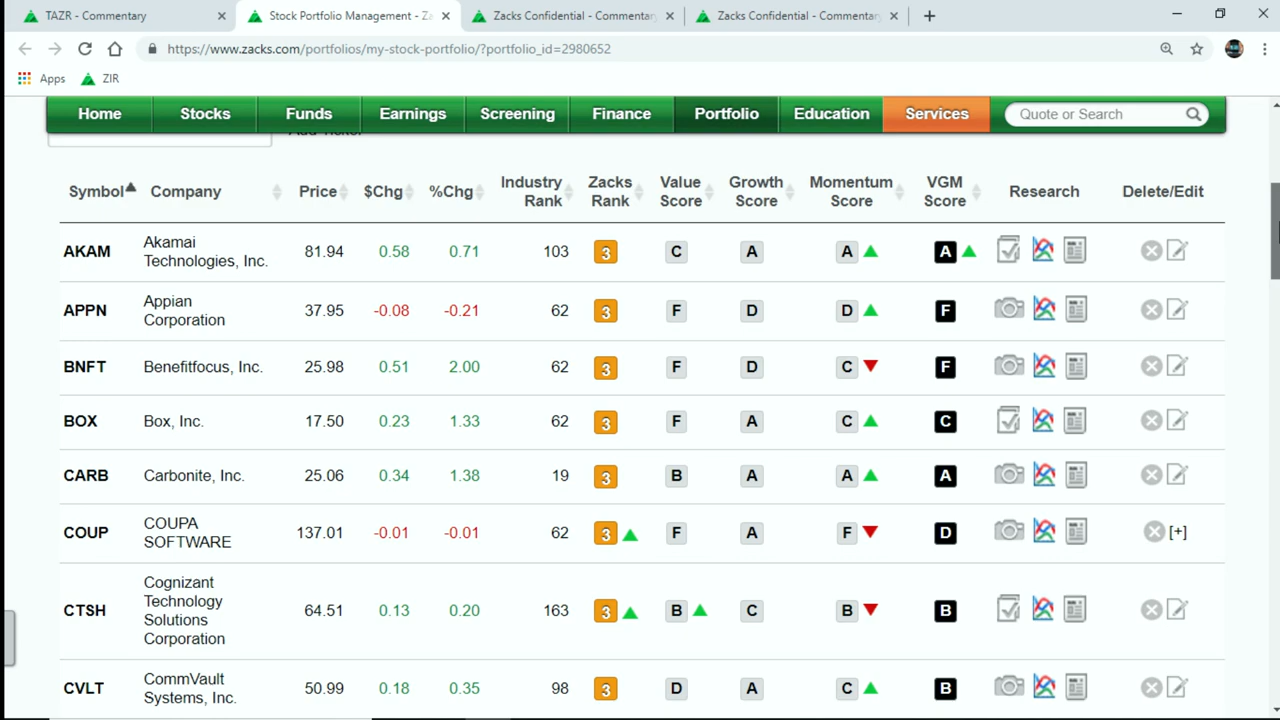 TAZR - Commentary
Stock Portfolio Management - Za
Zacks Confidential - Commentary
Zacks Confidential - Commentary
https://www.zacks.com/portfolios/my-stock-portfolio/?portfolio_id=2980652
Apps ZIR
Home Stocks Funds Earnings Screening Finance Portfolio Education Services Quote or Search
Add Ticker
Symbol Company Price $Chg %Chg Industry Rank Zacks Rank Value Score Growth Score Momentum Score VGM Score Research Delete/Edit
AKAM Akamai Technologies, Inc. 81.94 0.58 0.71 103 3 C A A A
APPN Appian Corporation 37.95 -0.08 -0.21 62 3 F D D F
BNFT Benefitfocus, Inc. 25.98 0.51 2.00 62 3 F D C F
BOX Box, Inc. 17.50 0.23 1.33 62 3 F A C C
CARB Carbonite, Inc. 25.06 0.34 1.38 19 3 B A A A
COUP COUPA SOFTWARE 137.01 -0.01 -0.01 62 3 F A F D [+]
CTSH Cognizant Technology Solutions Corporation 64.51 0.13 0.20 163 3 B C B B
CVLT CommVault Systems, Inc. 50.99 0.18 0.35 98 3 D A C B